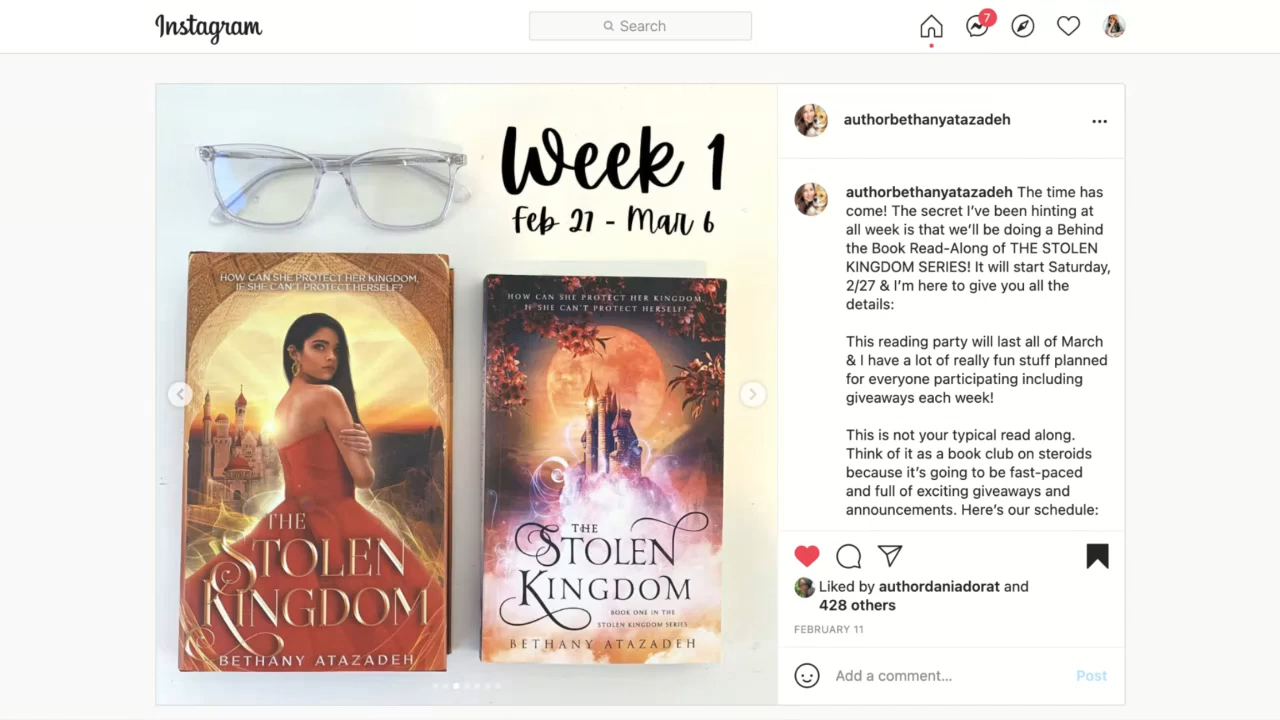 Instagram
Search
7
Week 1
Feb 27 - Mar 6
HOW CAN SHE PROTECT HER KINGDOM,
IF SHE CAN'T PROTECT HERSELF?
THE
STOLEN
KINGDOM
BETHANY ATAZADEH
HOW CAN SHE PROTECT HER KINGDOM,
IF SHE CAN'T PROTECT HERSELF?
THE
STOLEN
KINGDOM
BOOK ONE IN THE
STOLEN KINGDOM SERIES
BETHANY ATAZADEH
authorbethanyatazadeh
authorbethanyatazadeh The time has
come! The secret I've been hinting at
all week is that we'll be doing a Behind
the Book Read-Along of THE STOLEN
KINGDOM SERIES! It will start Saturday,
2/27 & I'm here to give you all the
details:
This reading party will last all of March
& I have a lot of really fun stuff planned
for everyone participating including
giveaways each week!
This is not your typical read along.
Think of it as a book club on steroids
because it's going to be fast-paced
and full of exciting giveaways and
announcements. Here's our schedule:
Liked by authordaniadorat and
428 others
FEBRUARY 11
Add a comment...
Post